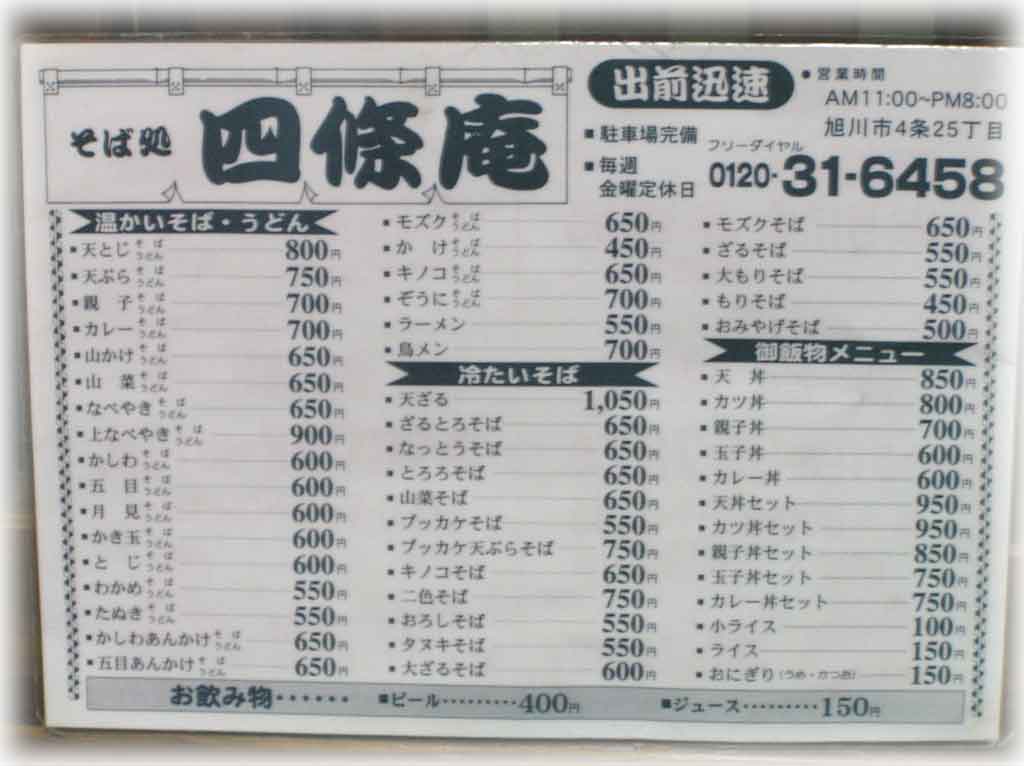 そば処 四條庵
出前迅速
■駐車場完備
■毎週
金曜定休日
●営業時間
AM11:00~PM8:00
旭川市4条25丁目
フリーダイヤル
0120-31-6458
温かいそば・うどん
■天とじ そば うどん 800円
■天ぷら そば うどん 750円
■親子 そば うどん 700円
■カレー そば うどん 700円
■山かけ そば うどん 650円
■山菜 そば うどん 650円
■なべやき そば うどん 650円
■上なべやき そば うどん 900円
■かしわ そば うどん 600円
■五目 そば うどん 600円
■月見 そば うどん 600円
■かき玉 そば うどん 600円
■とじ そば うどん 600円
■わかめ そば うどん 550円
■たぬき そば うどん 550円
■かしわあんかけ そば うどん 650円
■五目あんかけ そば うどん 650円
■モズク そば うどん 650円
■かけ そば うどん 450円
■キノコ そば うどん 650円
■ぞうに そば うどん 700円
■ラーメン 550円
■鳥メン 700円
冷たいそば
■天ざる 1,050円
■ざるとろそば 650円
■なっとうそば 650円
■とろろそば 650円
■山菜そば 650円
■ブッカケそば 550円
■ブッカケ天ぷらそば 750円
■キノコそば 650円
■二色そば 750円
■おろしそば 550円
■タヌキそば 550円
■大ざるそば 600円
■モズクそば 650円
■ざるそば 550円
■大もりそば 550円
■もりそば 450円
■おみやげそば 500円
御飯物メニュー
■天丼 850円
■カツ丼 800円
■親子丼 700円
■玉子丼 600円
■カレー丼 600円
■天丼セット 950円
■カツ丼セット 950円
■親子丼セット 850円
■玉子丼セット 750円
■カレー丼セット 750円
■小ライス 100円
■ライス 150円
■おにぎり(うめ・かつお) 150円
お飲み物・・・・・・ ■ビール・・・・・・・・・400円 ■ジュース・・・・・・・・・150円